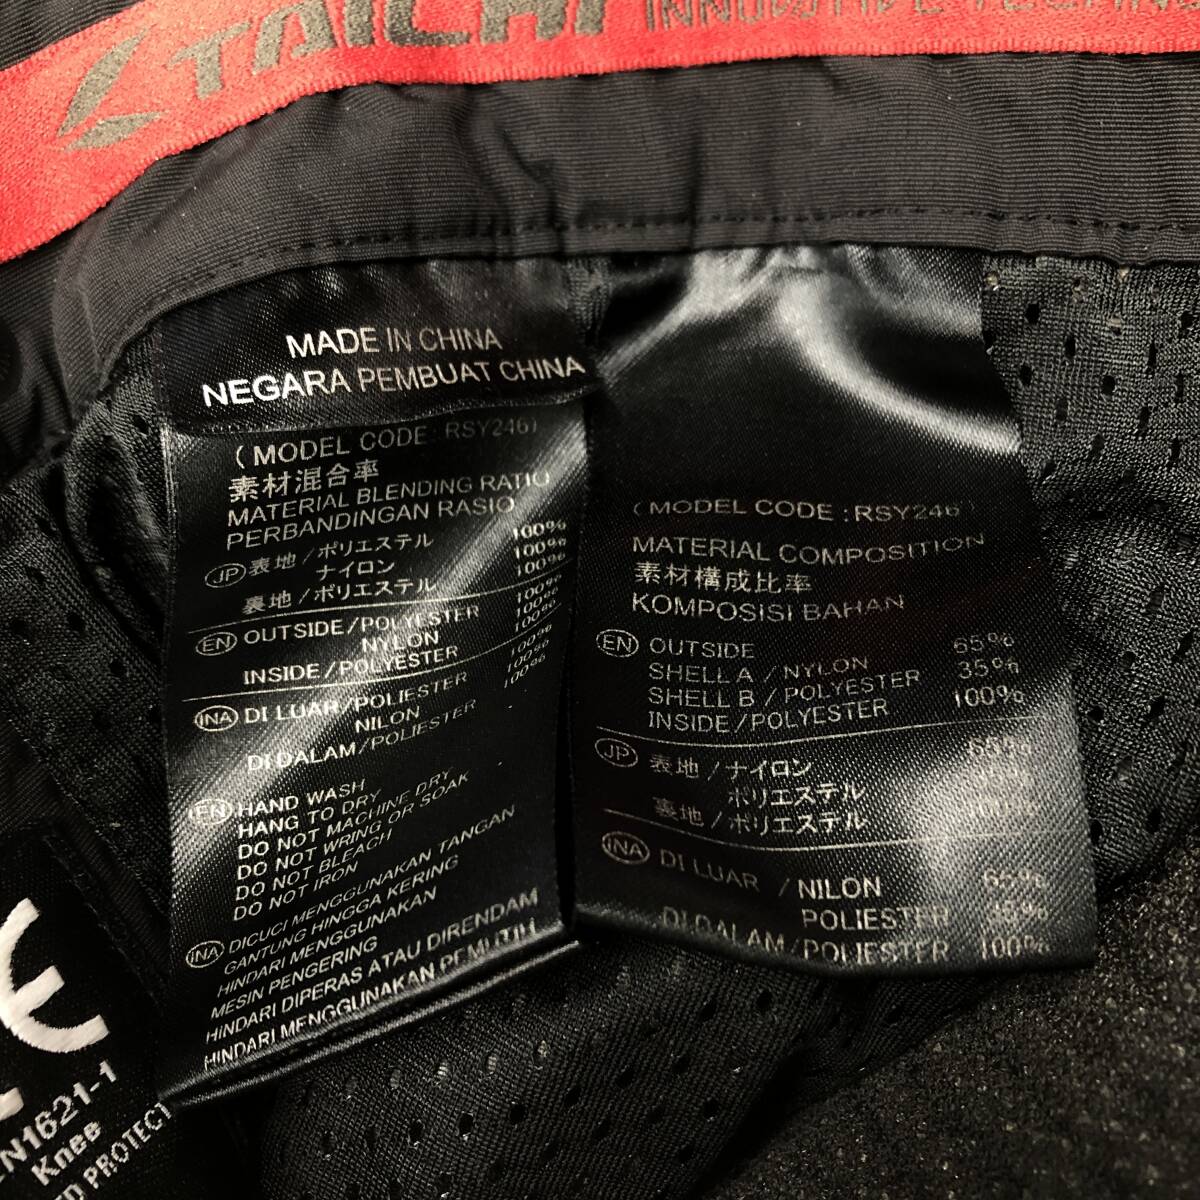 TAICHI INNOVATIVE
MADE IN CHINA
NEGARA PEMBUAT CHINA
(MODEL CODE : RSY246)
素材混合率
MATERIAL BLENDING RATIO
PERBANDINGAN RASIO
JP 表地/ポリエステル 100%
ナイロン 100%
裏地/ポリエステル 100%
EN OUTSIDE/POLYESTER 100%
NYLON 100%
INSIDE/POLYESTER 100%
INA DI LUAR/POLIESTER 100%
NILON 100%
DI DALAM/POLIESTER 100%
EN HAND WASH
HANG TO DRY
DO NOT MACHINE DRY
DO NOT WRING OR SOAK
DO NOT BLEACH
DO NOT IRON
INA DICUCI MENGGUNAKAN TANGAN
GANTUNG HINGGA KERING
HINDARI MENGGUNAKAN
MESIN PENGERING
HINDARI DIPERAS ATAU DIRENDAM
HINDARI MENGGUNAKAN PEMUTIH
(MODEL CODE : RSY246)
MATERIAL COMPOSITION
素材構成比率
KOMPOSISI BAHAN
EN OUTSIDE
SHELL A / NYLON 65%
SHELL B / POLYESTER 35%
INSIDE/POLYESTER 100%
JP 表地/ナイロン 65%
ポリエステル 35%
裏地/ポリエステル 100%
INA DI LUAR /NILON 65%
POLIESTER 35%
DI DALAM/POLIESTER 100%
CE
EN1621-1
Knee